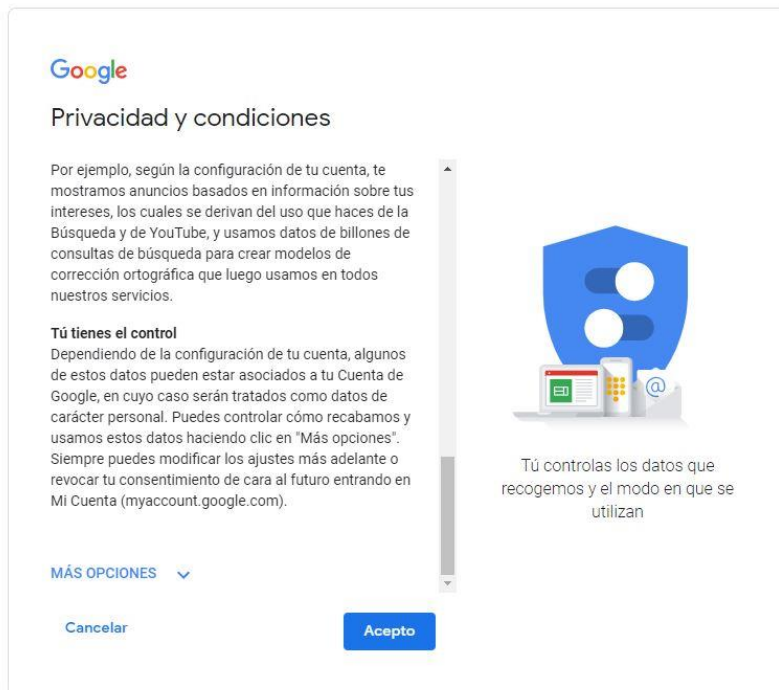 Google
Privacidad y condiciones
Por ejemplo, según la configuración de tu cuenta, te
mostramos anuncios basados en información sobre tus
intereses, los cuales se derivan del uso que haces de la
Búsqueda y de YouTube, y usamos datos de billones de
consultas de búsqueda para crear modelos de
corrección ortográfica que luego usamos en todos
nuestros servicios.
Tú tienes el control
Dependiendo de la configuración de tu cuenta, algunos
de estos datos pueden estar asociados a tu Cuenta de
Google, en cuyo caso serán tratados como datos de
carácter personal. Puedes controlar cómo recabamos y
usamos estos datos haciendo clic en "Más opciones".
Siempre puedes modificar los ajustes más adelante o
revocar tu consentimiento de cara al futuro entrando en
Mi Cuenta (myaccount.google.com).
MÁS OPCIONES
Cancelar
Acepto
@
Tú controlas los datos que
recogemos y el modo en que se
utilizan